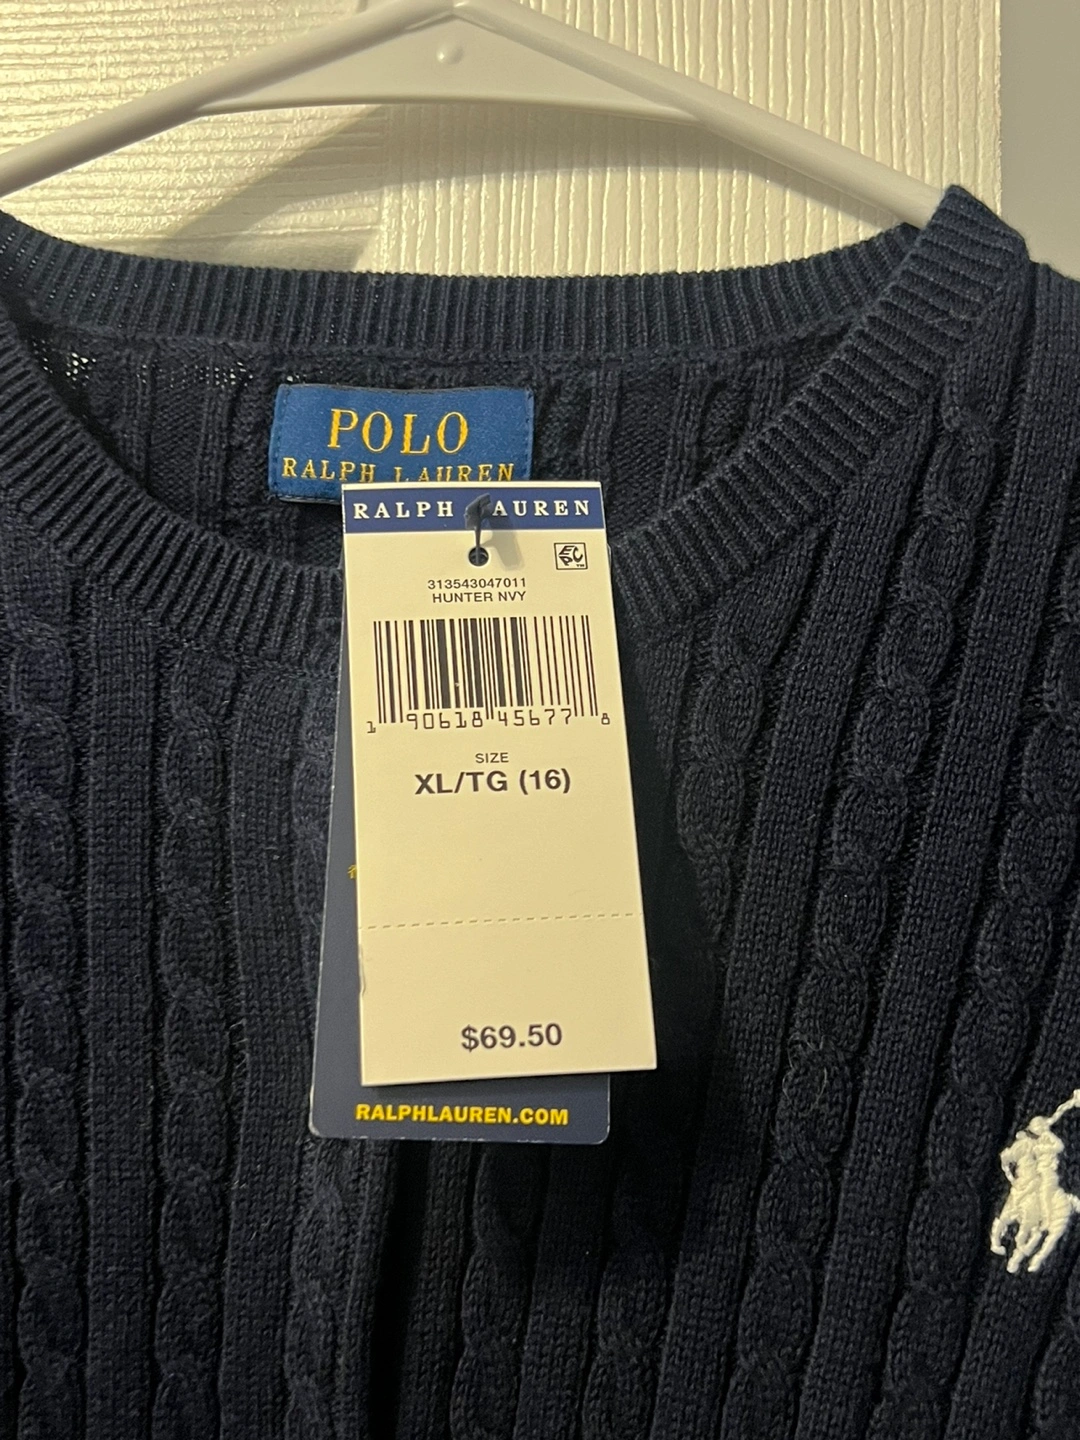 POLO
RALPH LAUREN
RALPH LAUREN
EPC™
313543047011
HUNTER NVY
1 90618 45677 8
SIZE
XL/TG (16)
$69.50
RALPHLAUREN.COM